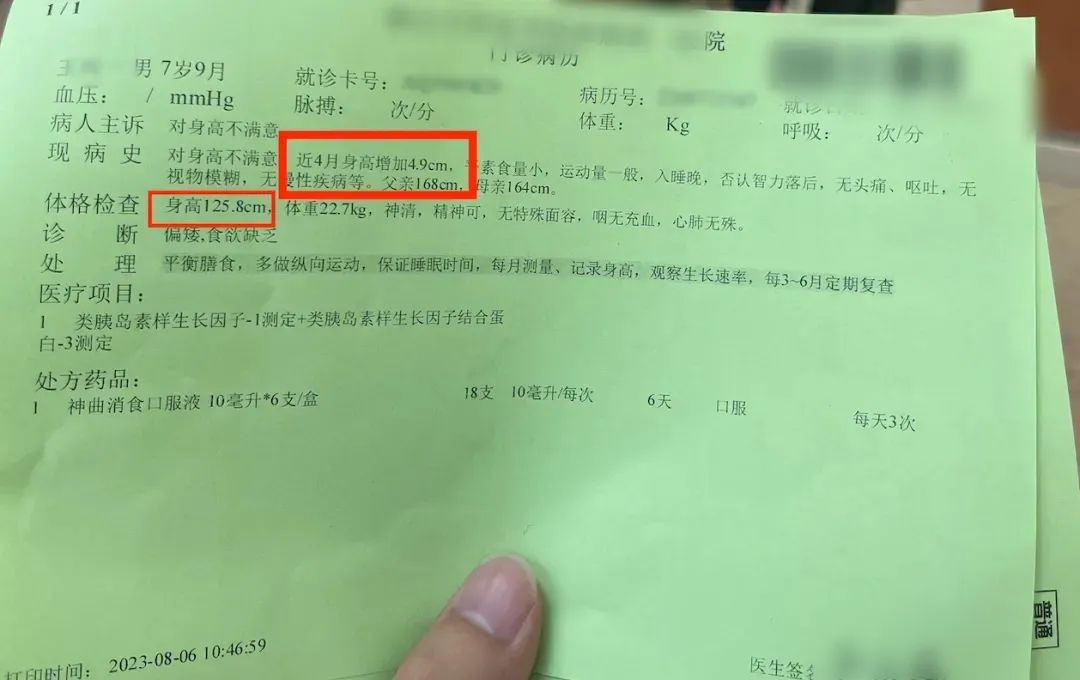 1 / 1
院
门诊病历
男 7岁9月
就诊卡号：
病历号：
血压： / mmHg
脉搏： 次/分
体重： Kg
呼吸： 次/分
病人主诉 对身高不满意
现病史 对身高不满意 近4月身高增加4.9cm，平素食量小，运动量一般，入睡晚，否认智力落后，无头痛、呕吐，无
视物模糊，无慢性疾病等。父亲168cm，母亲164cm。
体格检查 身高125.8cm，体重22.7kg，神清，精神可，无特殊面容，咽无充血，心肺无殊。
诊 断 偏矮,食欲缺乏
处 理 平衡膳食，多做纵向运动，保证睡眠时间，每月测量、记录身高，观察生长速率，每3~6月定期复查
医疗项目：
1 类胰岛素样生长因子-1测定+类胰岛素样生长因子结合蛋
白-3测定
处方药品：
1 神曲消食口服液 10毫升*6支/盒 18支 10毫升/每次 6天 口服 每天3次
普通
打印时间： 2023-08-06 10:46:59
医生签